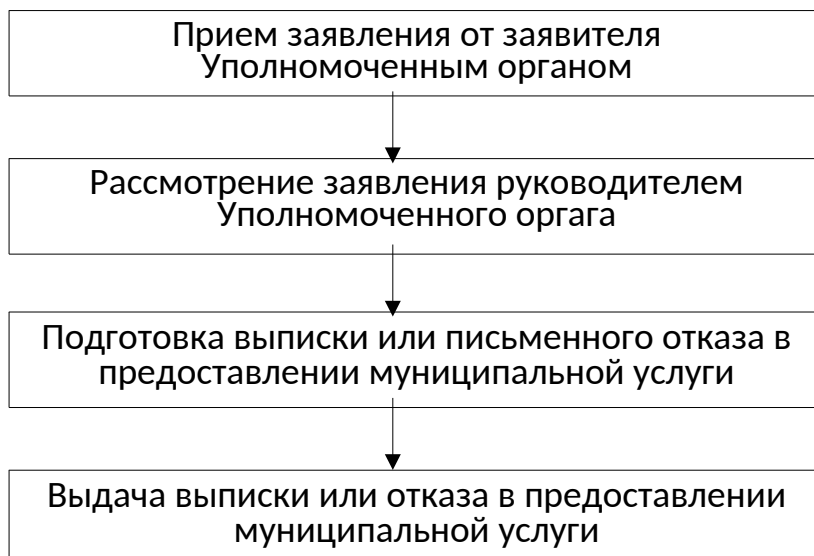 Прием заявления от заявителя
Уполномоченным органом
Рассмотрение заявления руководителем
Уполномоченного оргага
Подготовка выписки или письменного отказа в
предоставлении муниципальной услуги
Выдача выписки или отказа в предоставлении
муниципальной услуги